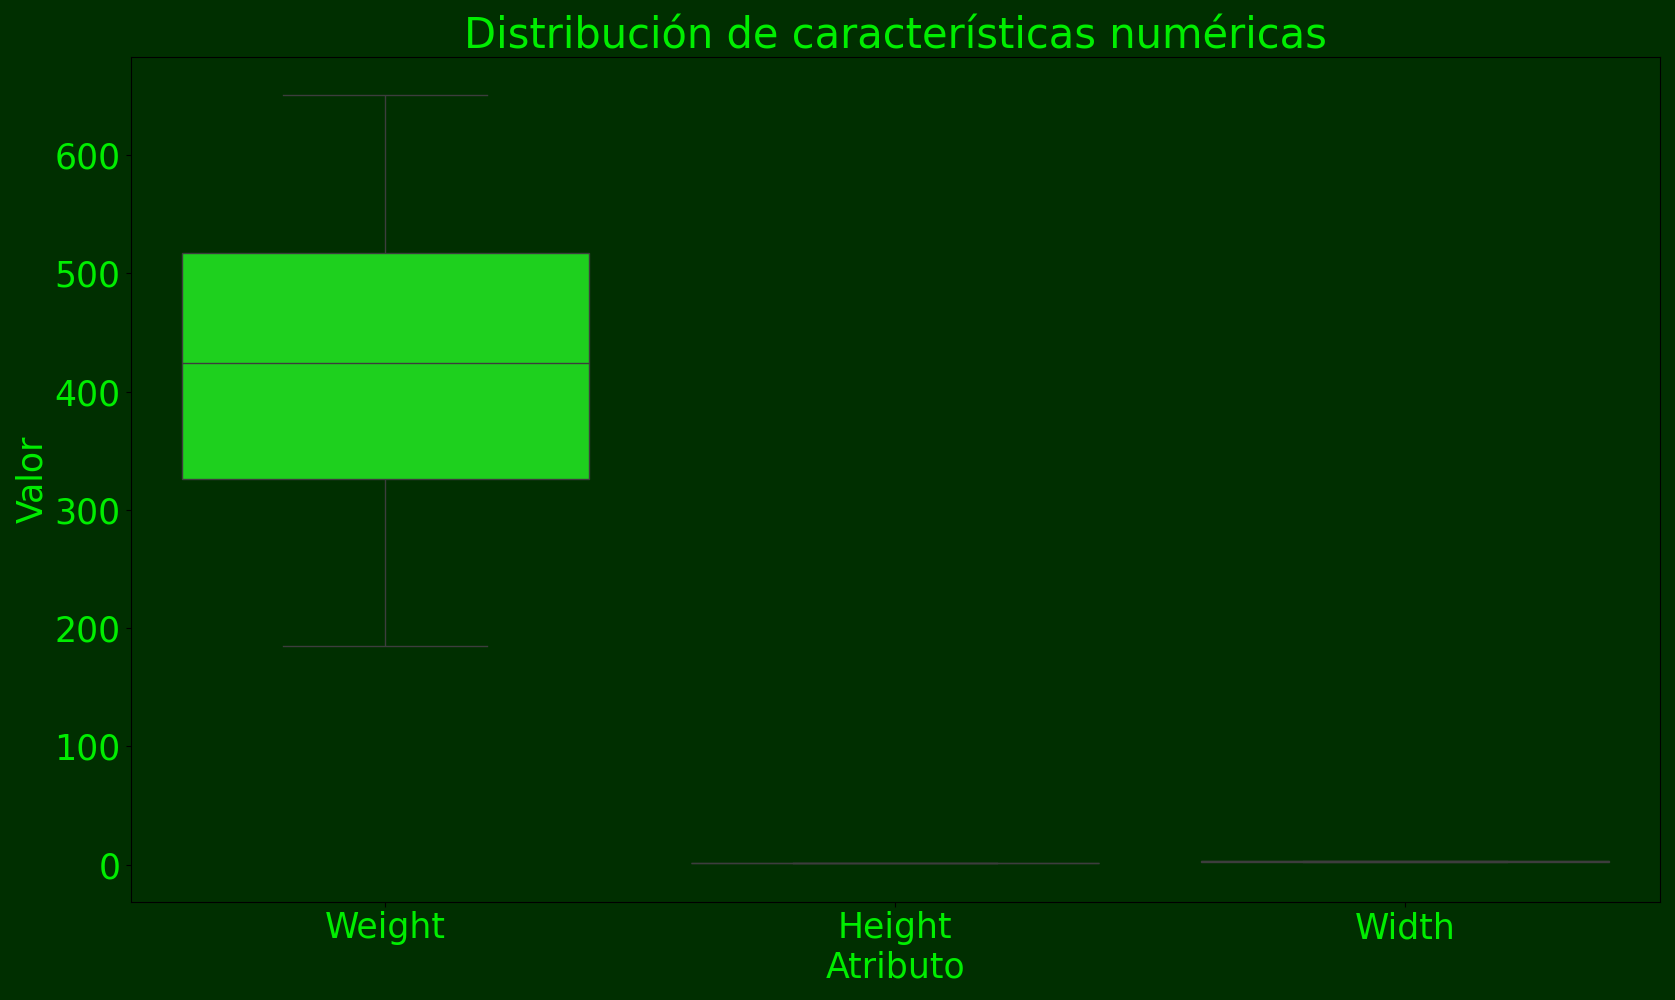 Distribución de características numéricas
Valor
600
500
400
300
200
100
0
Weight
Height
Width
Atributo